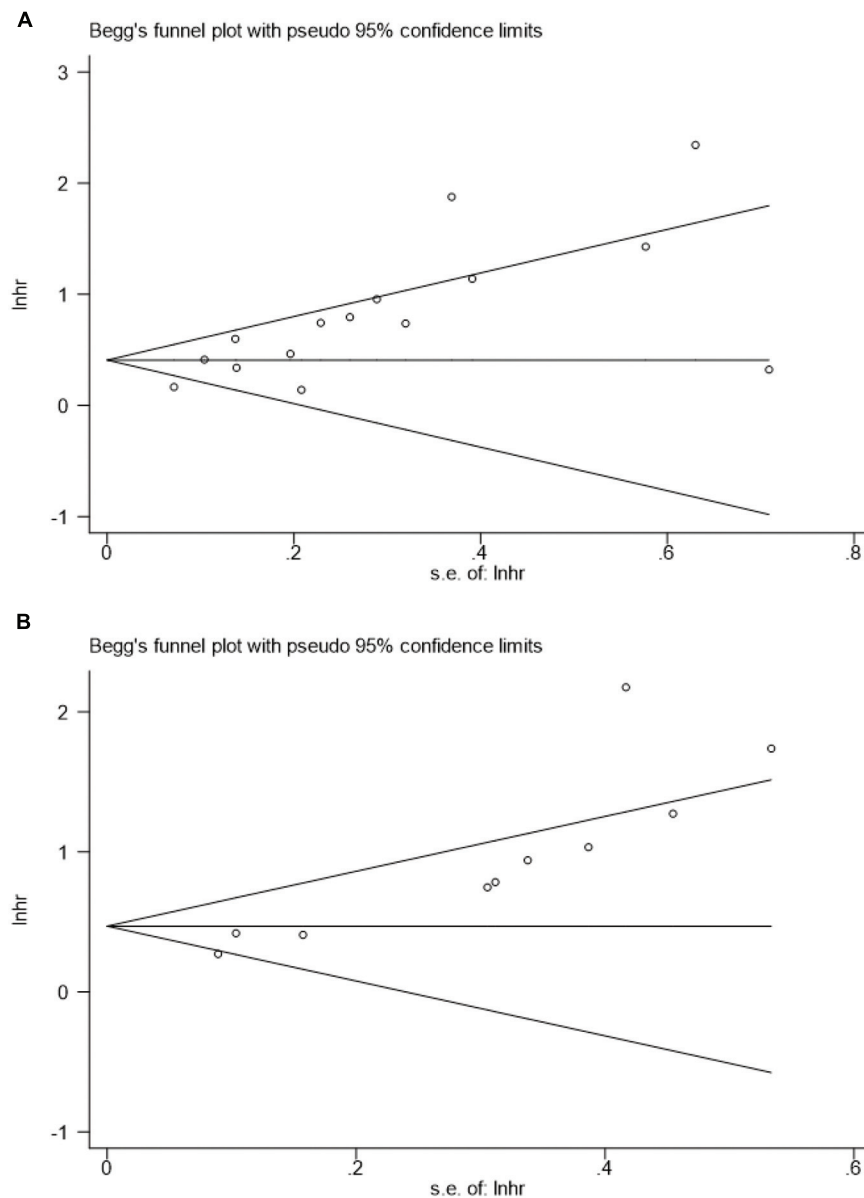 A
Begg's funnel plot with pseudo 95% confidence limits
3
2
1
0
-1
lnhr
0 .2 .4 .6 .8
s.e. of: lnhr
B
Begg's funnel plot with pseudo 95% confidence limits
2
1
0
-1
lnhr
0 .2 .4 .6
s.e. of: lnhr